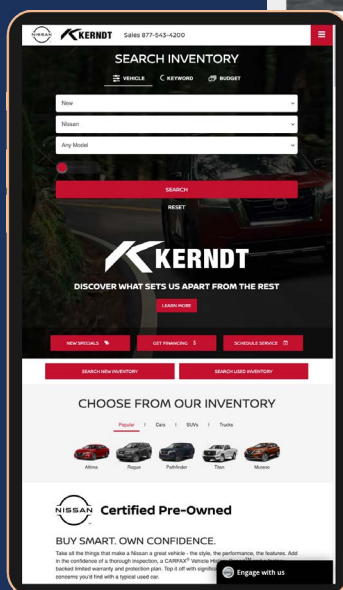 NISSAN KERNDT Sales 877-543-4200
SEARCH INVENTORY
VEHICLE KEYWORD BUDGET
New
Nissan
Any Model
SEARCH
RESET
KERNDT
DISCOVER WHAT SETS US APART FROM THE REST
LEARN MORE
NEW SPECIALS GET FINANCING $ SCHEDULE SERVICE
SEARCH NEW INVENTORY SEARCH USED INVENTORY
CHOOSE FROM OUR INVENTORY
Popular | Cars | SUVs | Trucks
Altima Rogue Pathfinder Titan Murano
NISSAN Certified Pre-Owned
BUY SMART. OWN CONFIDENCE.
Take all the things that make a Nissan a great vehicle - the style, the performance, the features. Add
in the confidence of a thorough inspection, a CARFAX® Vehicle
backed limited warranty and protection plan. Top it off with
concerns you'd find with a typical used car.
Engage with us